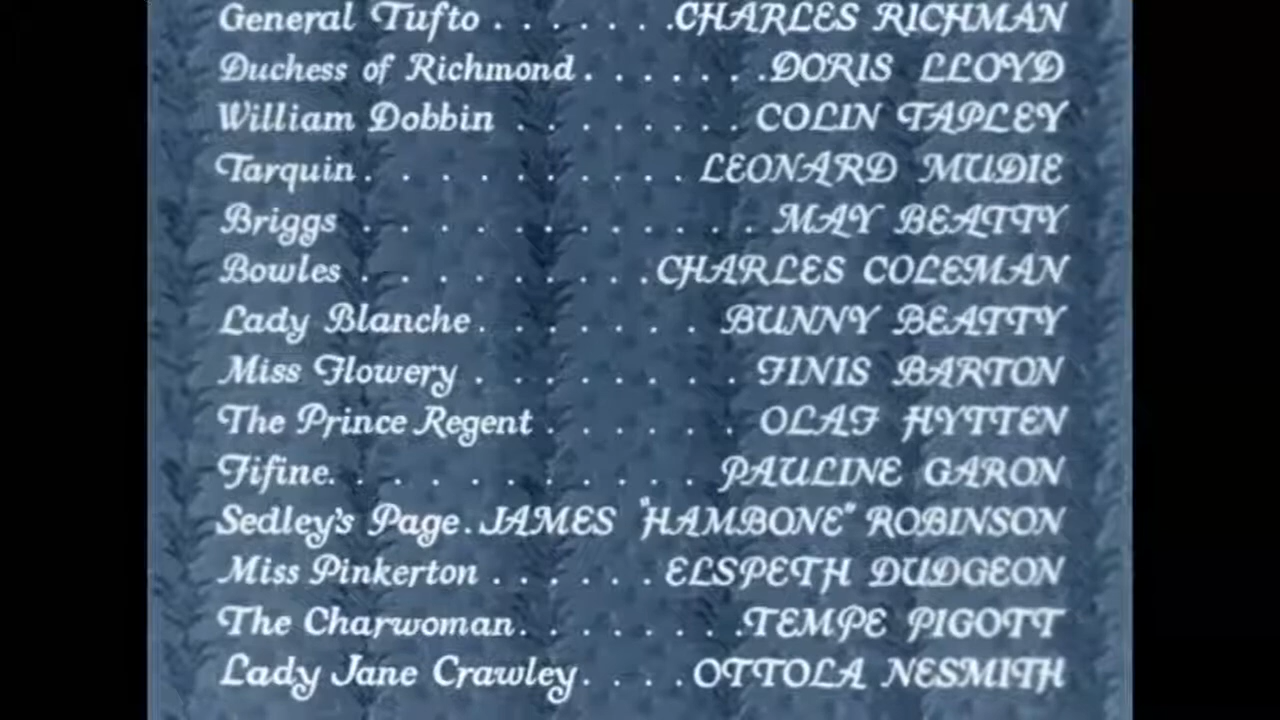 General Tufto . . . . . . . CHARLES RICHMAN
Duchess of Richmond . . . . . . . DORIS LLOYD
William Dobbin . . . . . . . . COLIN TAPLEY
Tarquin . . . . . . . . . . . LEONARD MUDIE
Briggs . . . . . . . . . . . . . MAY BEATTY
Bowles . . . . . . . . . . CHARLES COLEMAN
Lady Blanche . . . . . . . . BUNNY BEATTY
Miss Flowery . . . . . . . . . FINIS BARTON
The Prince Regent . . . . . . . OLAF HYTTEN
Fifine. . . . . . . . . . . . PAULINE GARON
Sedley's Page . JAMES "HAMBONE" ROBINSON
Miss Pinkerton . . . . . . ELSPETH DUDGEON
The Charwoman . . . . . . . . TEMPE PIGOTT
Lady Jane Crawley . . . . OTTOLA NESMITH